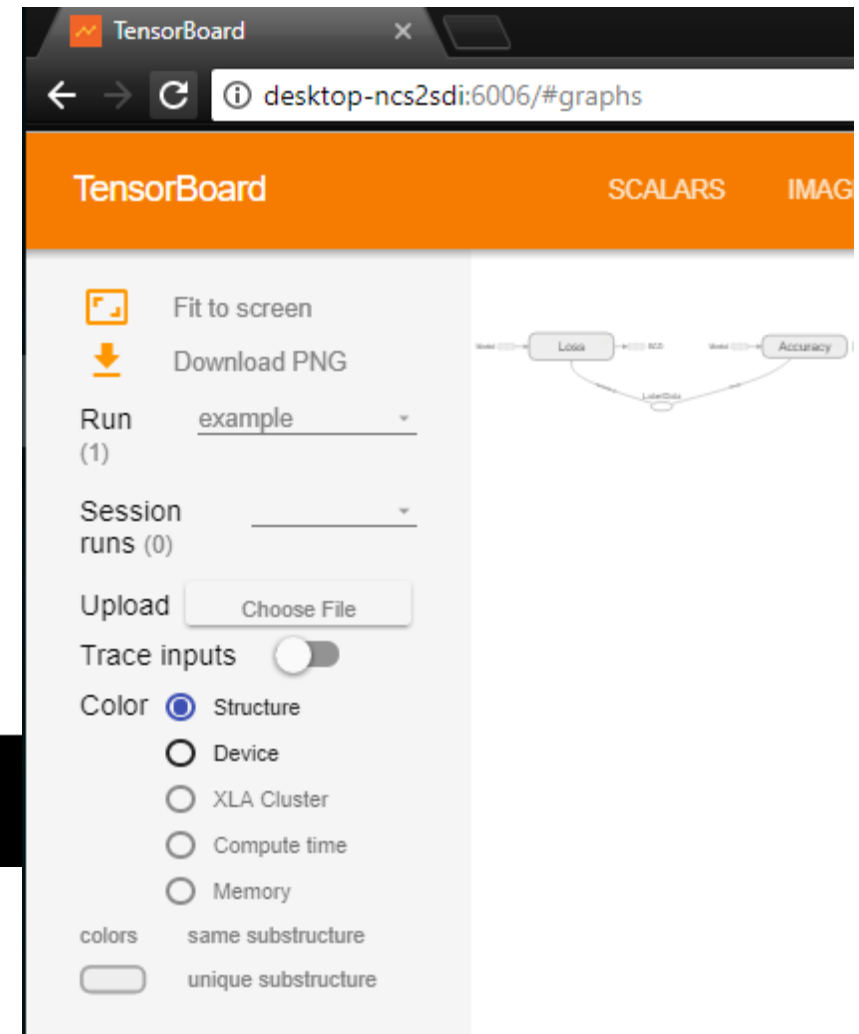 TensorBoard
desktop-ncs2sdi:6006/#graphs
TensorBoard SCALARS IMAG
Fit to screen
Download PNG
Run example
(1)
Session
runs (0)
Upload Choose File
Trace inputs
Color Structure
Device
XLA Cluster
Compute time
Memory
colors same substructure
unique substructure
Loss
Accuracy